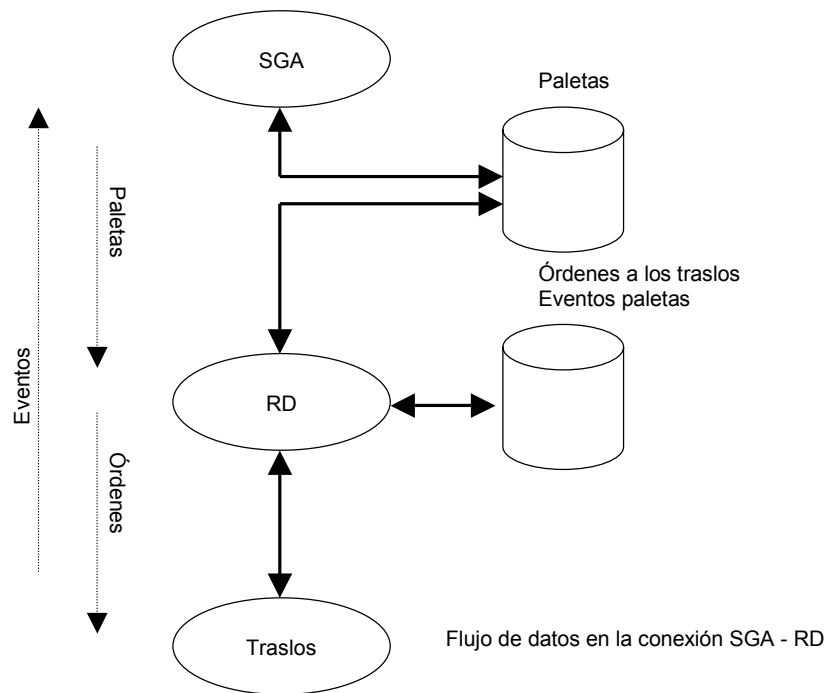 SGA
Paletas
Paletas
Órdenes a los traslos
Eventos paletas
Eventos
RD
Órdenes
Traslos
Flujo de datos en la conexión SGA - RD